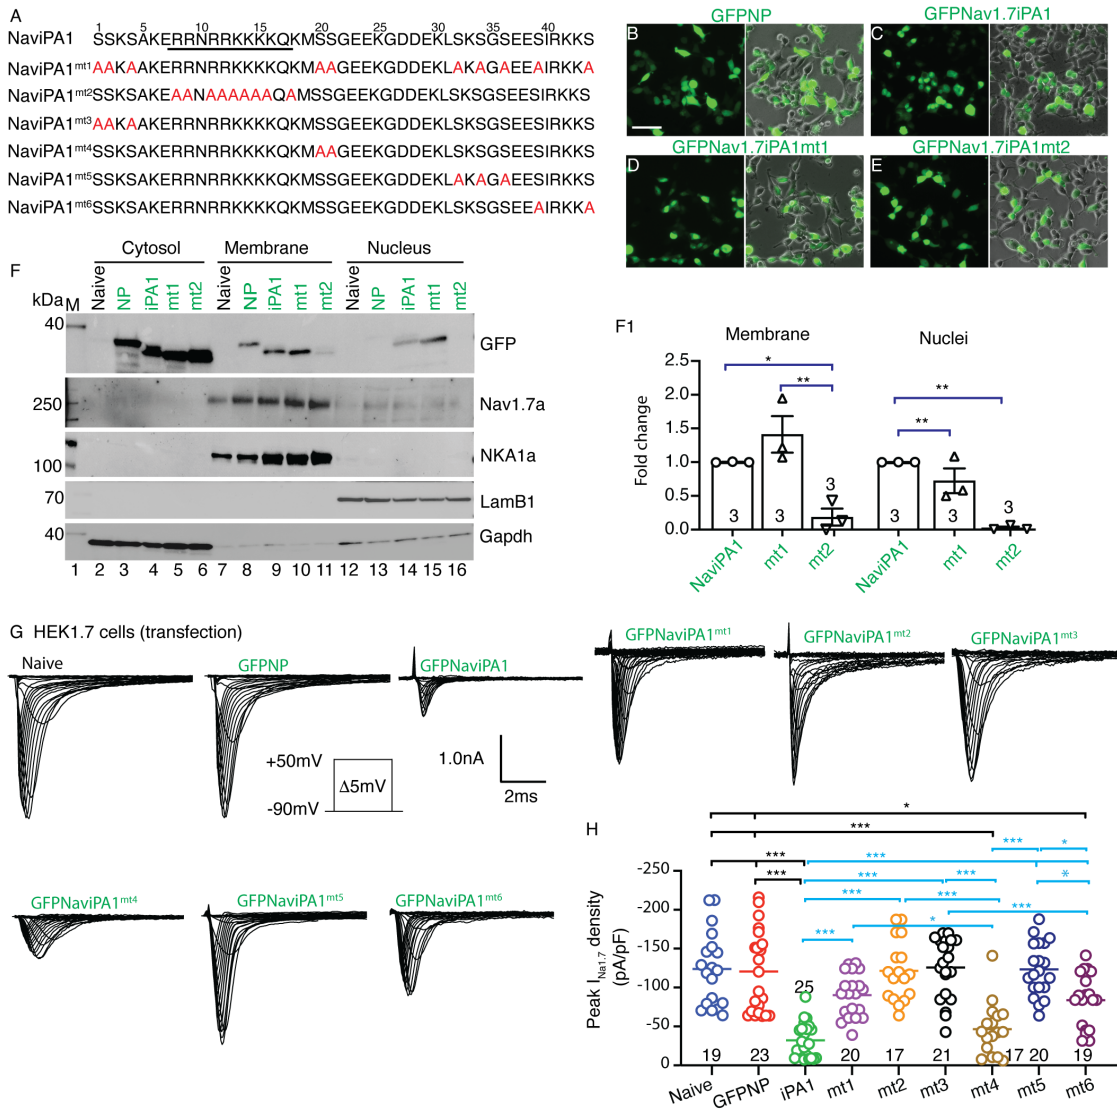 A
1 5 10 15 20 25 30 35 40
NaviPA1 SSKSAKERRNRRKKKKQKMSSGEEKGDDEKLSKSGSEESIRKKS
NaviPA1mt1 AAKAAKERRNRRKKKKQKMAAGEEKGDDEKLAKAGAEEAIRKKA
NaviPA1mt2 SSKSAKEAANAAAAAAQAMSSGEEKGDDEKLSKSGSEESIRKKS
NaviPA1mt3 AAKAAKERRNRRKKKKQKMSSGEEKGDDEKLSKSGSEESIRKKS
NaviPA1mt4 SSKSAKERRNRRKKKKQKMAAGEEKGDDEKLSKSGSEESIRKKS
NaviPA1mt5 SSKSAKERRNRRKKKKQKMSSGEEKGDDEKLAKAGAEESIRKKS
NaviPA1mt6 SSKSAKERRNRRKKKKQKMSSGEEKGDDEKLSKSGSEEAIRKKA
GFPNP
B
GFPNav1.7iPA1
C
GFPNav1.7iPA1mt1
D
GFPNav1.7iPA1mt2
E
F
Cytosol Membrane Nucleus
kDa M Naive NP iPA1 mt1 mt2 Naive NP iPA1 mt1 mt2 Naive NP iPA1 mt1 mt2
40 GFP
250 Nav1.7a
100 NKA1a
70 LamB1
40 Gapdh
1 2 3 4 5 6 7 8 9 10 11 12 13 14 15 16
F1
Membrane Nuclei
Fold change
2.5
2.0
1.5
1.0
0.5
0.0
* ** ** **
3 3 3 3 3 3
NaviPA1 mt1 mt2 NaviPA1 mt1 mt2
G HEK1.7 cells (transfection)
Naive GFPNP GFPNaviPA1
GFPNaviPA1mt1 GFPNaviPA1mt2 GFPNaviPA1mt3
+50mV
Δ5mV
-90mV
1.0nA
2ms
GFPNaviPA1mt4 GFPNaviPA1mt5 GFPNaviPA1mt6
H
*
***
*** *
*** ***
*** *** *** *
*** ***
* ***
***
Peak INa1.7 density
(pA/pF)
-250
-200
-150
-100
-50
0
25
19 23 20 17 21 17 20 19
Naive GFPNP iPA1 mt1 mt2 mt3 mt4 mt5 mt6